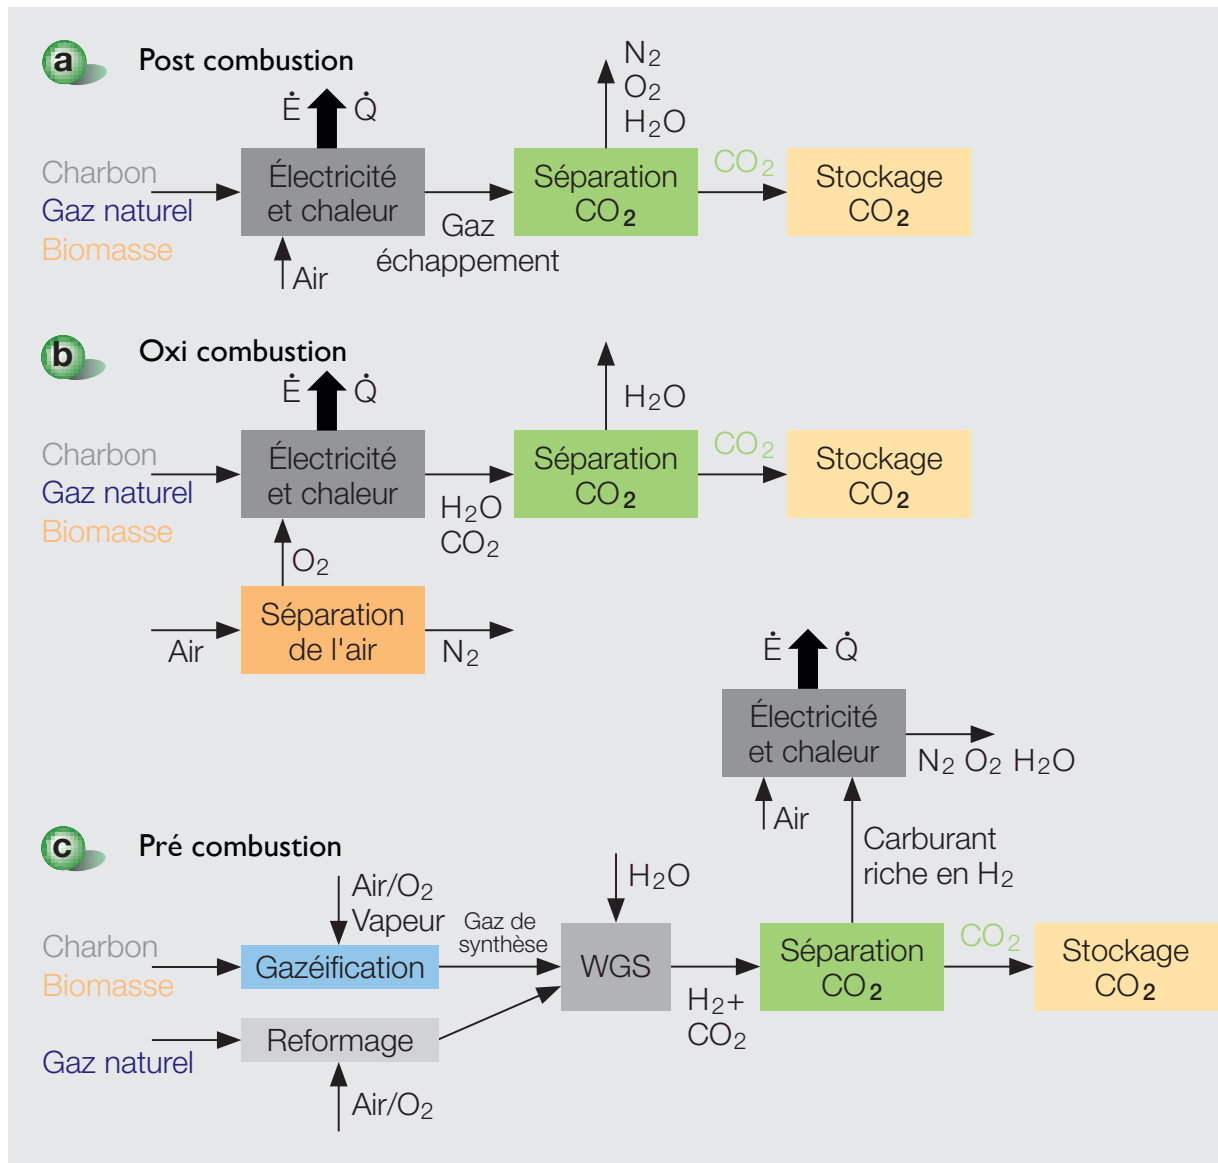 a Post combustion
Ė Q̇
N2
O2
H2O
Charbon
Gaz naturel
Biomasse
Électricité
et chaleur
Air
Gaz
échappement
Séparation
CO2
CO2
Stockage
CO2
b Oxi combustion
Ė Q̇
H2O
Charbon
Gaz naturel
Biomasse
Électricité
et chaleur
H2O
CO2
Séparation
CO2
CO2
Stockage
CO2
O2
Air
Séparation
de l'air
N2
Ė Q̇
Électricité
et chaleur
N2 O2 H2O
Air
Carburant
riche en H2
c Pré combustion
Air/O2
Vapeur
Charbon
Biomasse
Gazéification
Gaz de
synthèse
H2O
WGS
H2+
CO2
Séparation
CO2
CO2
Stockage
CO2
Gaz naturel
Reformage
Air/O2